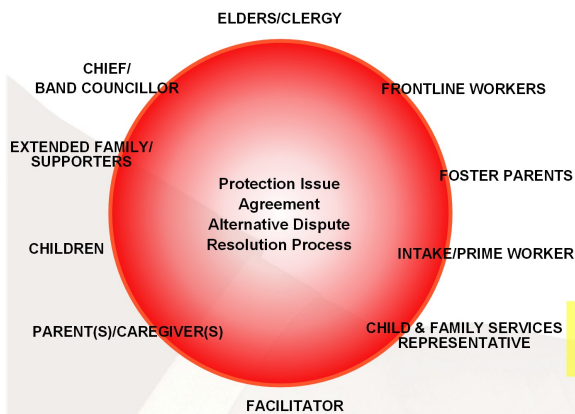 ELDERS/CLERGY
CHIEF/
BAND COUNCILLOR
FRONTLINE WORKERS
EXTENDED FAMILY/
SUPPORTERS
FOSTER PARENTS
Protection Issue
Agreement
Alternative Dispute
Resolution Process
CHILDREN
INTAKE/PRIME WORKER
PARENT(S)/CAREGIVER(S)
CHILD & FAMILY SERVICES
REPRESENTATIVE
FACILITATOR